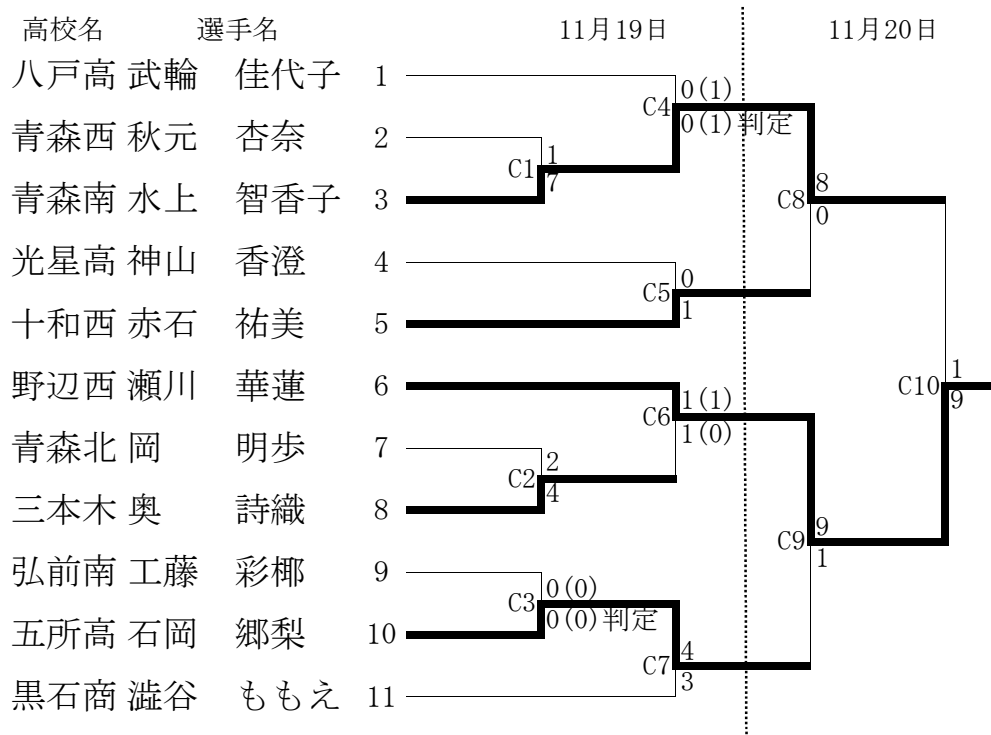 高校名 選手名 11月19日 11月20日
八戸高 武輪 佳代子 1
0(1)
C4
0(1)判定
青森西 秋元 杏奈 2
1
C1
7
青森南 水上 智香子 3
8
C8
0
光星高 神山 香澄 4
0
C5
1
十和西 赤石 祐美 5
野辺西 瀬川 華蓮 6
1(1)
C6
1(0)
1
C10
9
青森北 岡 明歩 7
2
C2
4
三本木 奥 詩織 8
9
C9
1
弘前南 工藤 彩椰 9
0(0)
C3
0(0)判定
五所高 石岡 郷梨 10
4
C7
3
黒石商 澁谷 ももえ 11